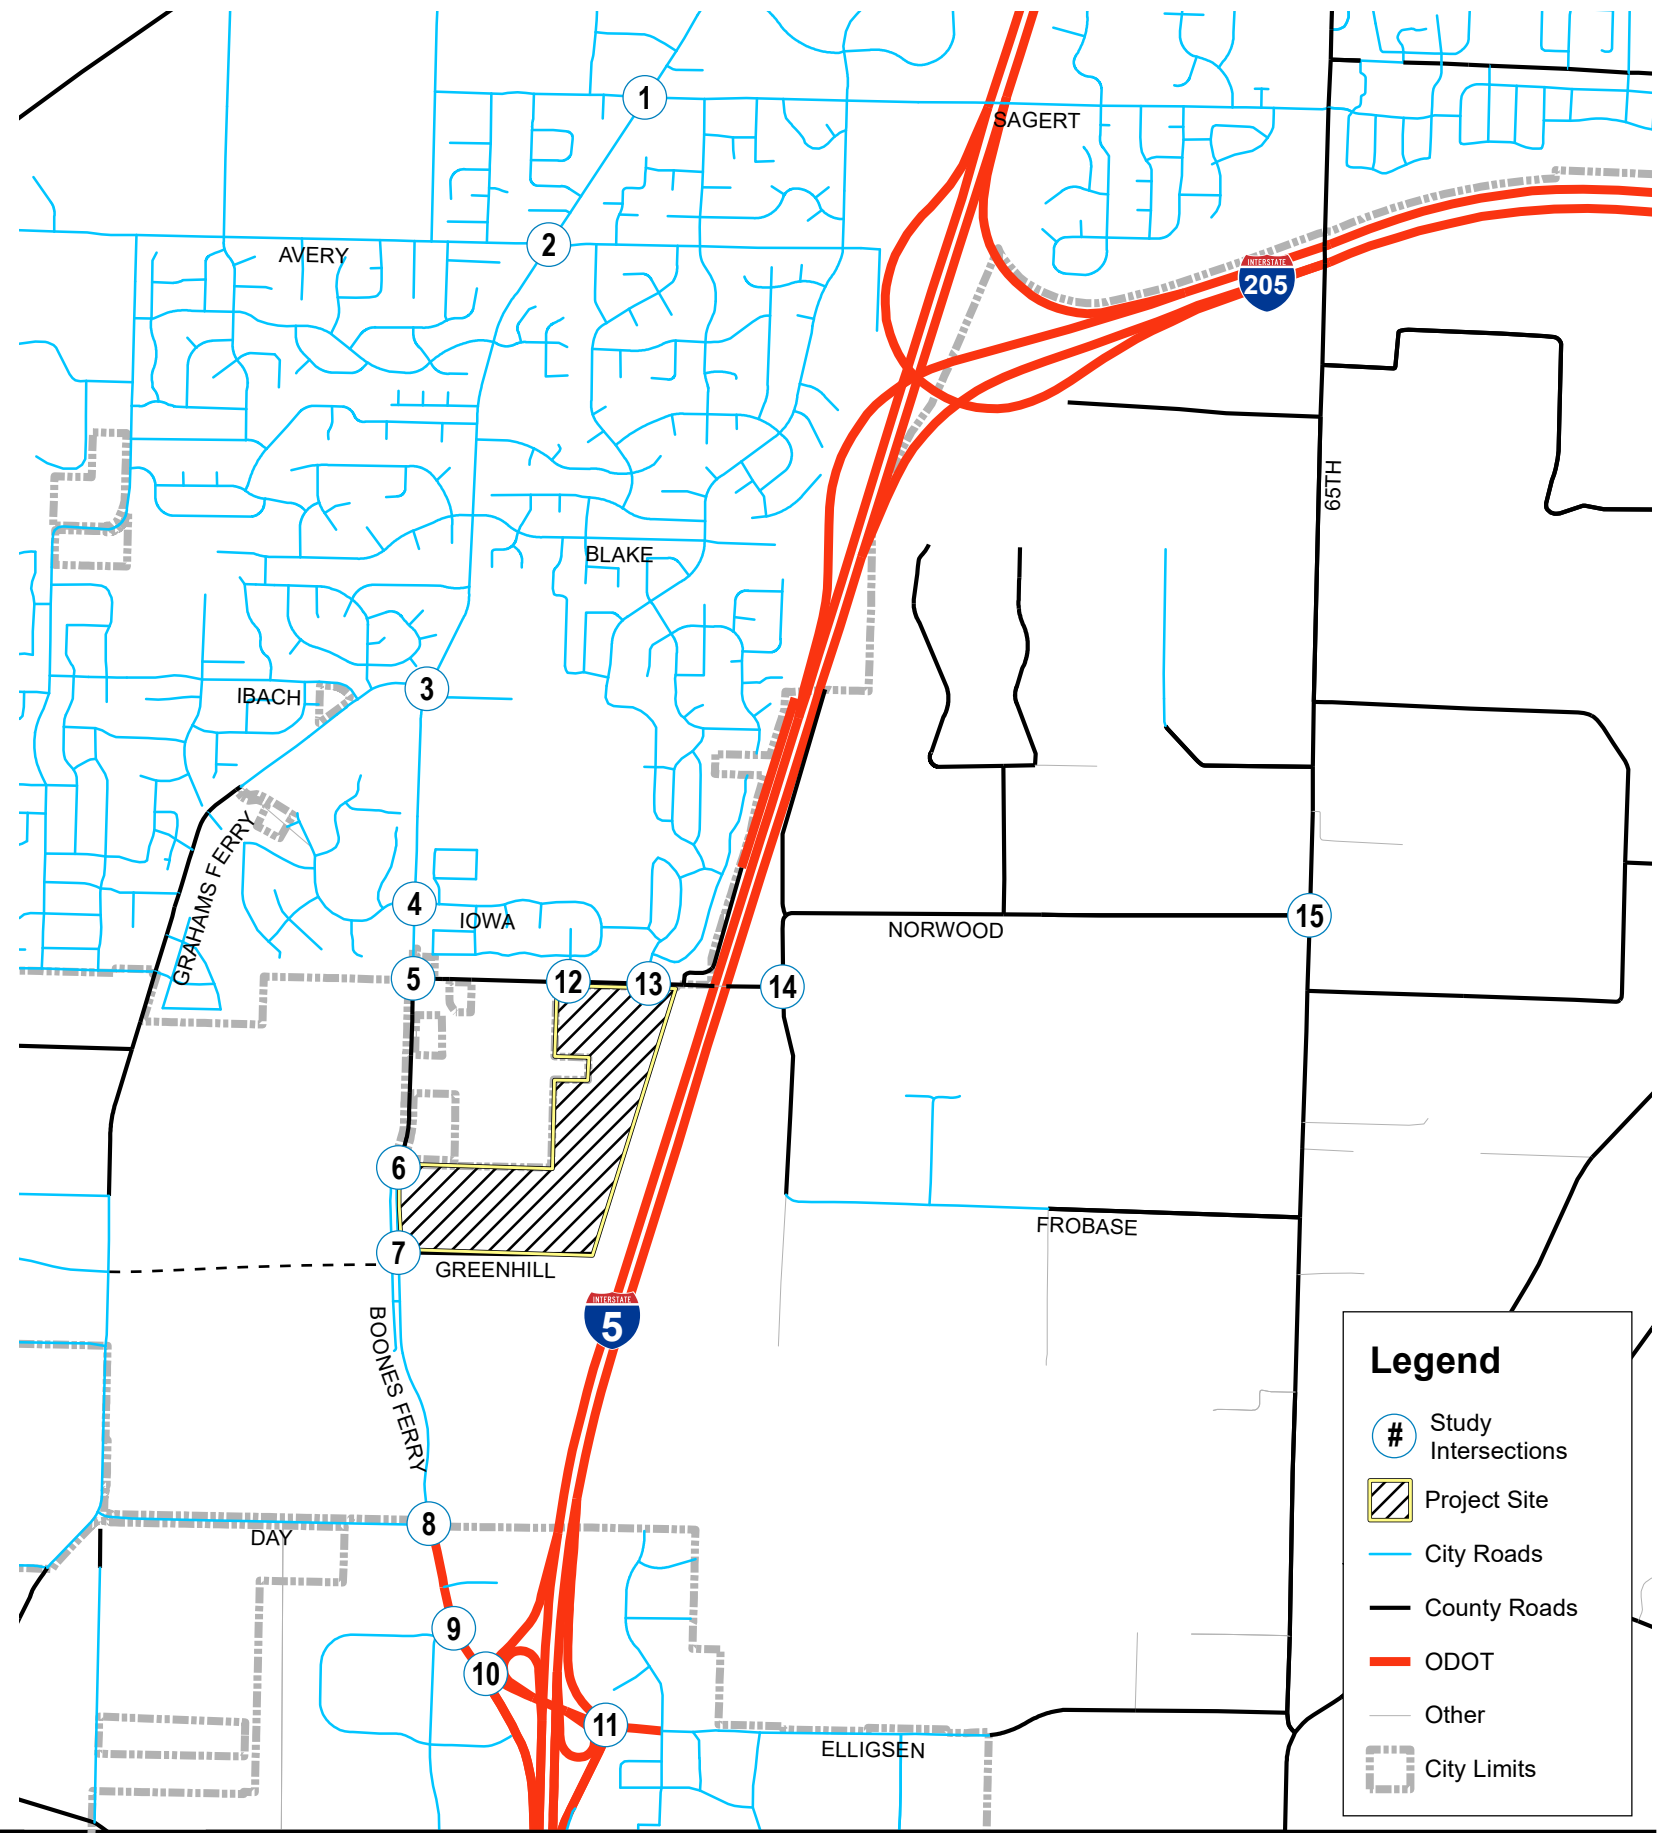 1
SAGERT
2
AVERY
INTERSTATE
205
65TH
BLAKE
3
IBACH
GRAHAMS FERRY
4
IOWA
NORWOOD
15
5
12
13
14
6
FROBASE
7
GREENHILL
INTERSTATE
5
BOONES FERRY
8
DAY
9
10
11
ELLIGSEN
Legend
# Study
Intersections
Project Site
City Roads
County Roads
ODOT
Other
City Limits